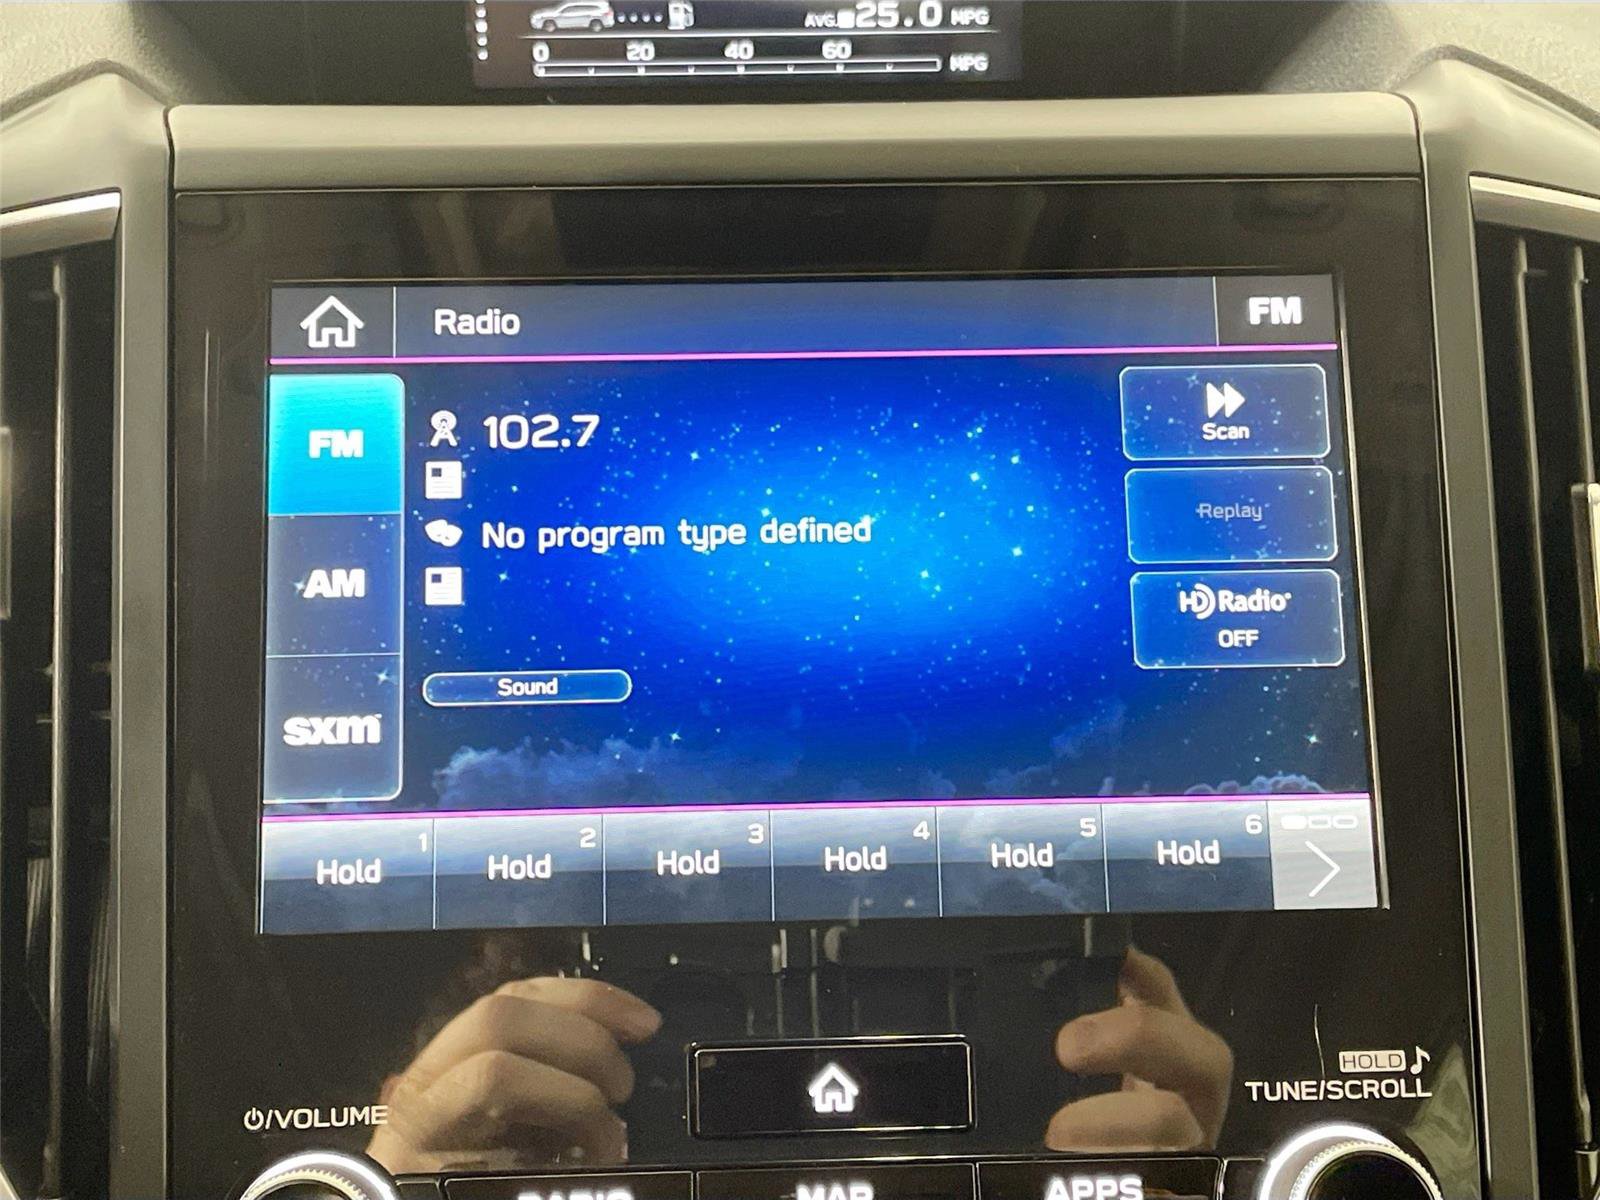 AVG. 25.0 MPG
0 20 40 60 MPG
Radio
FM
FM
102.7
Scan
Replay
No program type defined
AM
HD Radio
OFF
Sound
sxm
1 2 3 4 5 6
Hold Hold Hold Hold Hold Hold
HOLD
TUNE/SCROLL
/VOLUME
RADIO MAP APPS